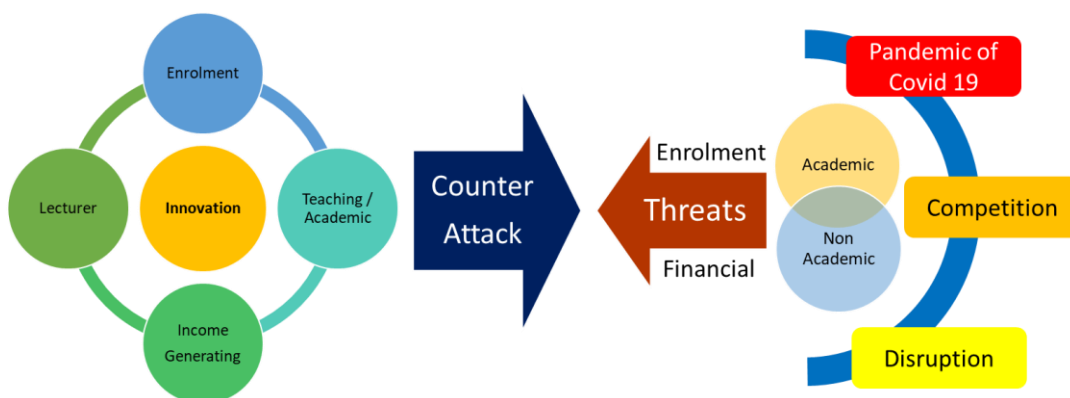 Enrolment
Lecturer
Innovation
Teaching /
Academic
Income
Generating
Counter
Attack
Enrolment
Threats
Financial
Academic
Non
Academic
Pandemic of
Covid 19
Competition
Disruption